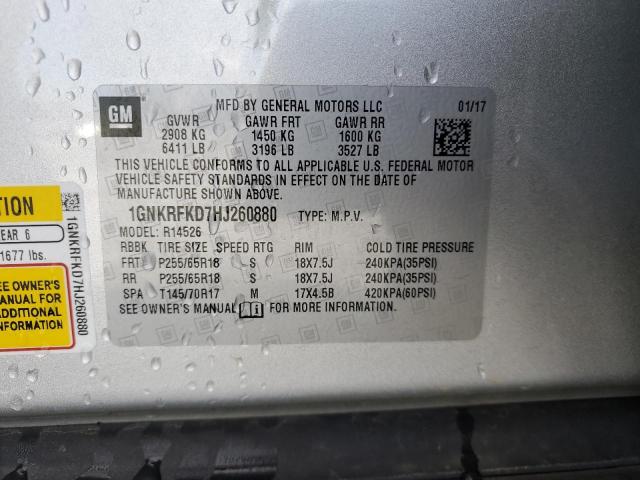 GM
MFD BY GENERAL MOTORS LLC 01/17
GVWR GAWR FRT GAWR RR
2908 KG 1450 KG 1600 KG
6411 LB 3196 LB 3527 LB
THIS VEHICLE CONFORMS TO ALL APPLICABLE U.S. FEDERAL MOTOR
VEHICLE SAFETY STANDARDS IN EFFECT ON THE DATE OF
MANUFACTURE SHOWN ABOVE.
1GNKRFKD7HJ260880 TYPE: M.P.V.
MODEL: R14526
RBBK TIRE SIZE SPEED RTG RIM COLD TIRE PRESSURE
FRT P255/65R18 S 18X7.5J 240KPA(35PSI)
RR P255/65R18 S 18X7.5J 240KPA(35PSI)
SPA T145/70R17 M 17X4.5B 420KPA(60PSI)
SEE OWNER'S MANUAL FOR MORE INFORMATION
TION
EAR 6
1677 lbs.
EE OWNER'S
MANUAL FOR
ADDITIONAL
1GNKRFKD7HJ260880